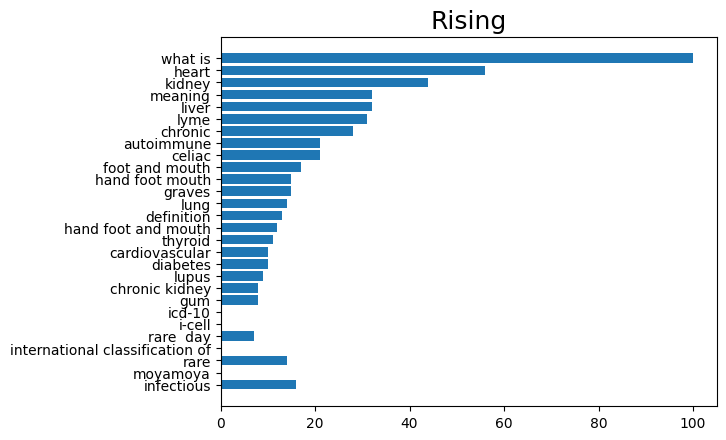 Rising
what is
heart
kidney
meaning
liver
lyme
chronic
autoimmune
celiac
foot and mouth
hand foot mouth
graves
lung
definition
hand foot and mouth
thyroid
cardiovascular
diabetes
lupus
chronic kidney
gum
icd-10
i-cell
rare  day
international classification of
rare
moyamoya
infectious
0 20 40 60 80 100